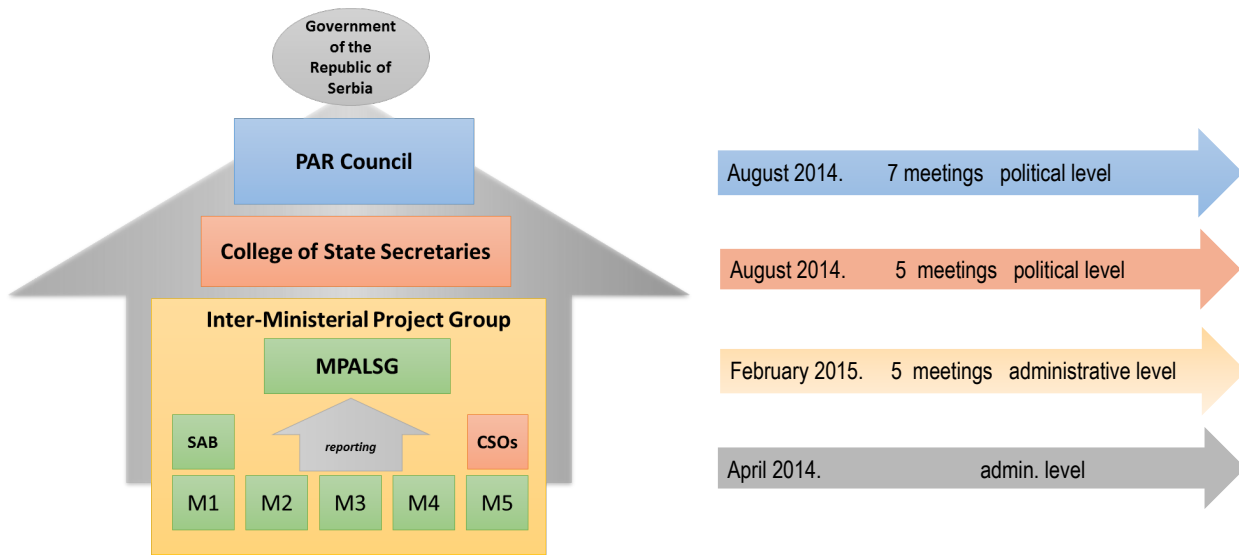 Government
of the
Republic of
Serbia
PAR Council
College of State Secretaries
Inter-Ministerial Project Group
MPALSG
SAB
reporting
CSOs
M1 M2 M3 M4 M5
August 2014. 7 meetings political level
August 2014. 5 meetings political level
February 2015. 5 meetings administrative level
April 2014. admin. level